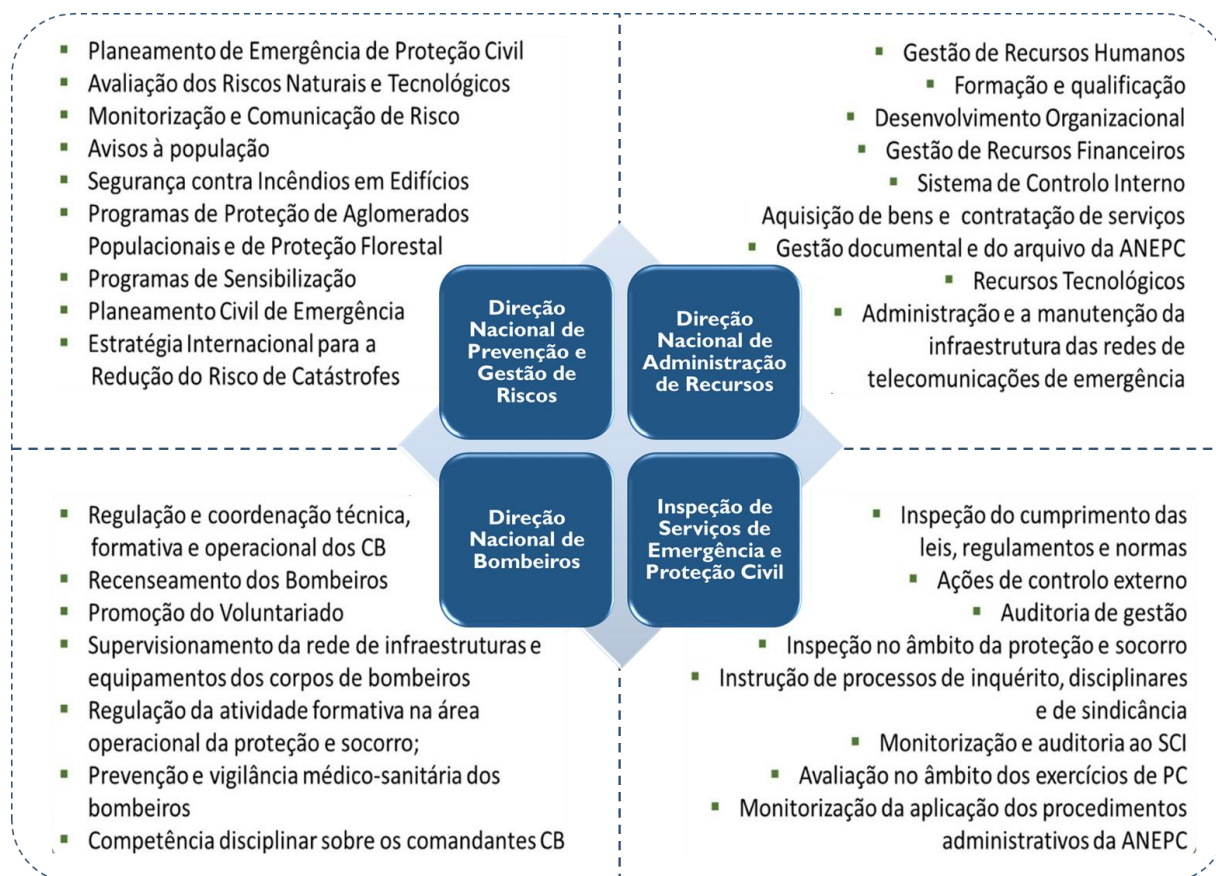 ▪ Planeamento de Emergência de Proteção Civil
▪ Avaliação dos Riscos Naturais e Tecnológicos
▪ Monitorização e Comunicação de Risco
▪ Avisos à população
▪ Segurança contra Incêndios em Edifícios
▪ Programas de Proteção de Aglomerados
Populacionais e de Proteção Florestal
▪ Programas de Sensibilização
▪ Planeamento Civil de Emergência
▪ Estratégia Internacional para a
Redução do Risco de Catástrofes
▪ Gestão de Recursos Humanos
▪ Formação e qualificação
▪ Desenvolvimento Organizacional
▪ Gestão de Recursos Financeiros
▪ Sistema de Controlo Interno
Aquisição de bens e contratação de serviços
▪ Gestão documental e do arquivo da ANEPC
▪ Recursos Tecnológicos
▪ Administração e a manutenção da
infraestrutura das redes de
telecomunicações de emergência
Direção
Nacional de
Prevenção e
Gestão de
Riscos
Direção
Nacional de
Administração
de Recursos
Direção
Nacional de
Bombeiros
Inspeção de
Serviços de
Emergência e
Proteção Civil
▪ Regulação e coordenação técnica,
formativa e operacional dos CB
▪ Recenseamento dos Bombeiros
▪ Promoção do Voluntariado
▪ Supervisionamento da rede de infraestruturas e
equipamentos dos corpos de bombeiros
▪ Regulação da atividade formativa na área
operacional da proteção e socorro;
▪ Prevenção e vigilância médico-sanitária dos
bombeiros
▪ Competência disciplinar sobre os comandantes CB
▪ Inspeção do cumprimento das
leis, regulamentos e normas
▪ Ações de controlo externo
▪ Auditoria de gestão
▪ Inspeção no âmbito da proteção e socorro
▪ Instrução de processos de inquérito, disciplinares
e de sindicância
▪ Monitorização e auditoria ao SCI
▪ Avaliação no âmbito dos exercícios de PC
▪ Monitorização da aplicação dos procedimentos
administrativos da ANEPC